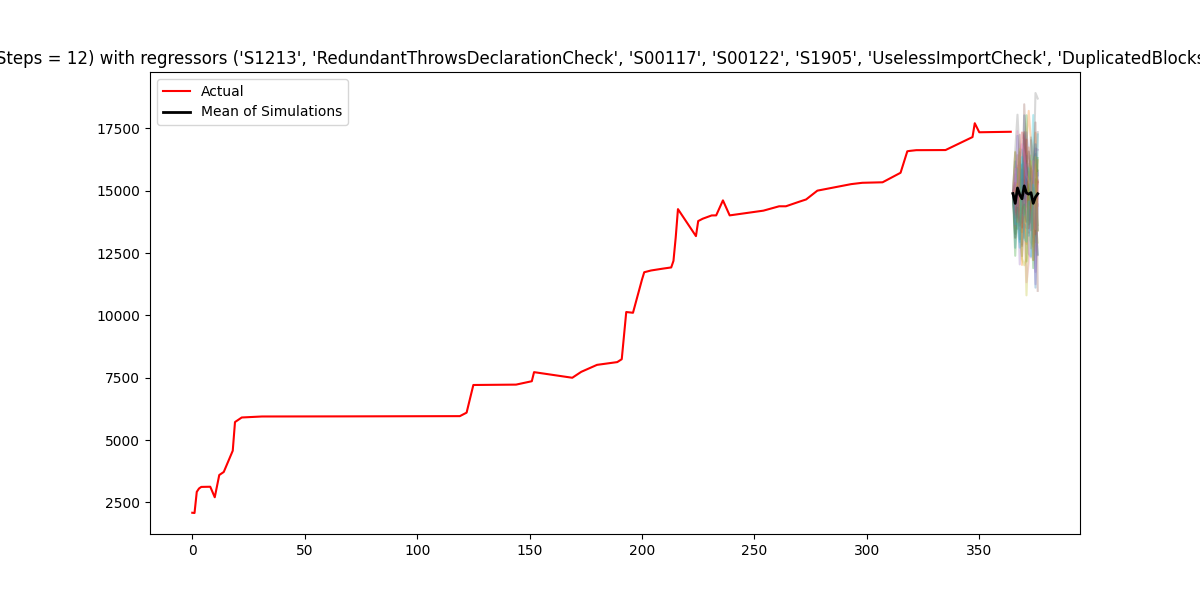 Steps = 12) with regressors ('S1213', 'RedundantThrowsDeclarationCheck', 'S00117', 'S00122', 'S1905', 'UselessImportCheck', 'DuplicatedBlocks
Actual
Mean of Simulations
17500
15000
12500
10000
7500
5000
2500
0 50 100 150 200 250 300 350